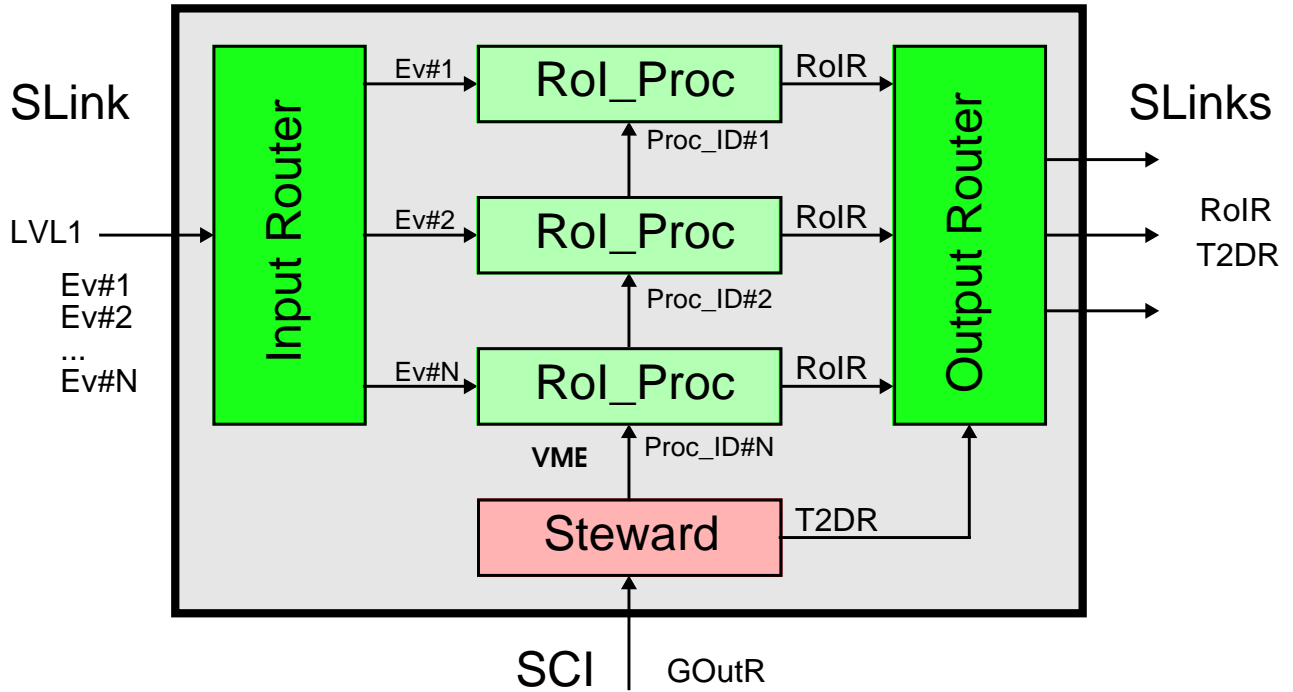 SLink
LVL1
Ev#1
Ev#2
...
Ev#N
Input Router
Ev#1
RoI_Proc
RoIR
Proc_ID#1
Ev#2
RoI_Proc
RoIR
Proc_ID#2
Ev#N
RoI_Proc
RoIR
VME
Proc_ID#N
Steward
T2DR
Output Router
SLinks
RoIR
T2DR
SCI
GOutR